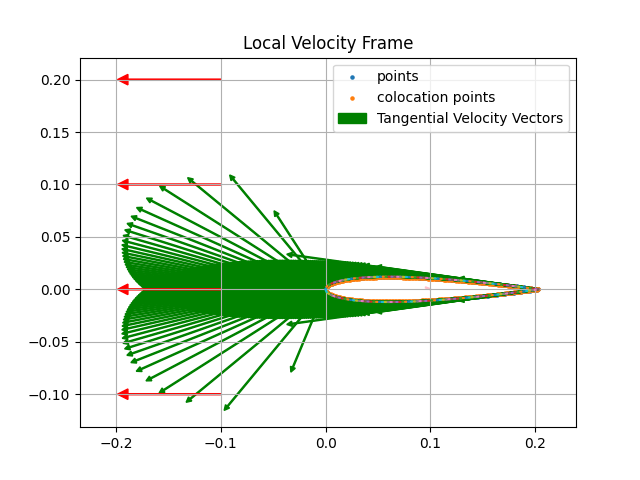 Local Velocity Frame
points
colocation points
Tangential Velocity Vectors
0.20
0.15
0.10
0.05
0.00
−0.05
−0.10
−0.2 −0.1 0.0 0.1 0.2